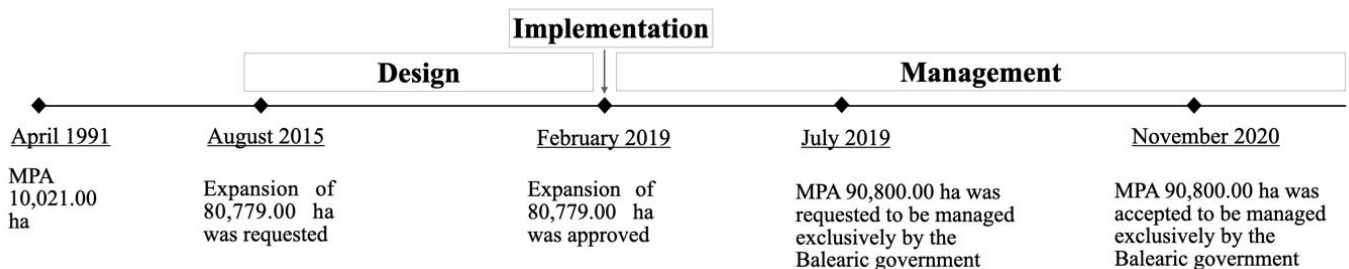 Implementation
Design
Management
April 1991
August 2015
February 2019
July 2019
November 2020
MPA
10,021.00
ha
Expansion of
80,779.00 ha
was requested
Expansion of
80,779.00 ha
was approved
MPA 90,800.00 ha was
requested to be managed
exclusively by the
Balearic government
MPA 90,800.00 ha was
accepted to be managed
exclusively by the
Balearic government